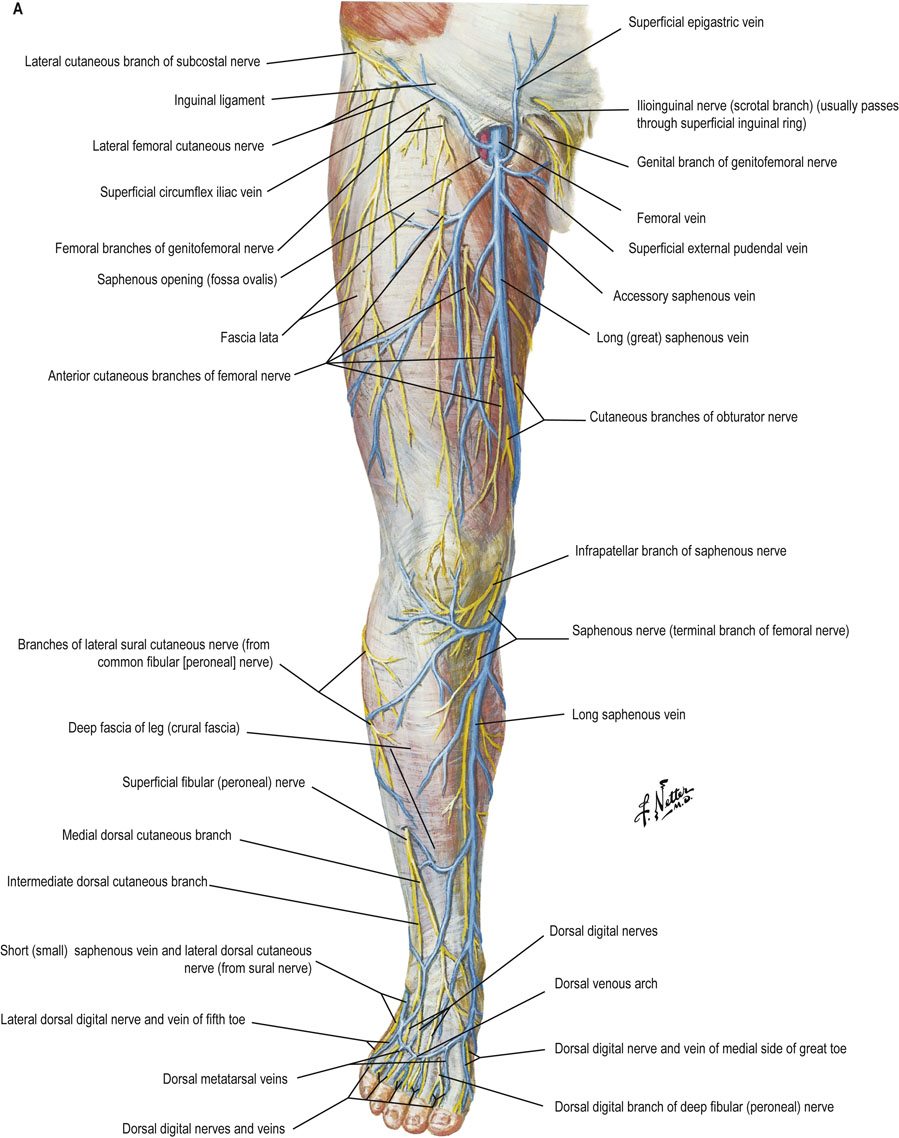 A
Superficial epigastric vein
Lateral cutaneous branch of subcostal nerve
Inguinal ligament
Ilioinguinal nerve (scrotal branch) (usually passes
through superficial inguinal ring)
Lateral femoral cutaneous nerve
Genital branch of genitofemoral nerve
Superficial circumflex iliac vein
Femoral vein
Femoral branches of genitofemoral nerve
Superficial external pudendal vein
Saphenous opening (fossa ovalis)
Accessory saphenous vein
Fascia lata
Long (great) saphenous vein
Anterior cutaneous branches of femoral nerve
Cutaneous branches of obturator nerve
Infrapatellar branch of saphenous nerve
Saphenous nerve (terminal branch of femoral nerve)
Branches of lateral sural cutaneous nerve (from
common fibular [peroneal] nerve)
Long saphenous vein
Deep fascia of leg (crural fascia)
Superficial fibular (peroneal) nerve
F. Netter
M.D.
Medial dorsal cutaneous branch
Intermediate dorsal cutaneous branch
Dorsal digital nerves
Short (small) saphenous vein and lateral dorsal cutaneous
nerve (from sural nerve)
Dorsal venous arch
Lateral dorsal digital nerve and vein of fifth toe
Dorsal digital nerve and vein of medial side of great toe
Dorsal metatarsal veins
Dorsal digital branch of deep fibular (peroneal) nerve
Dorsal digital nerves and veins